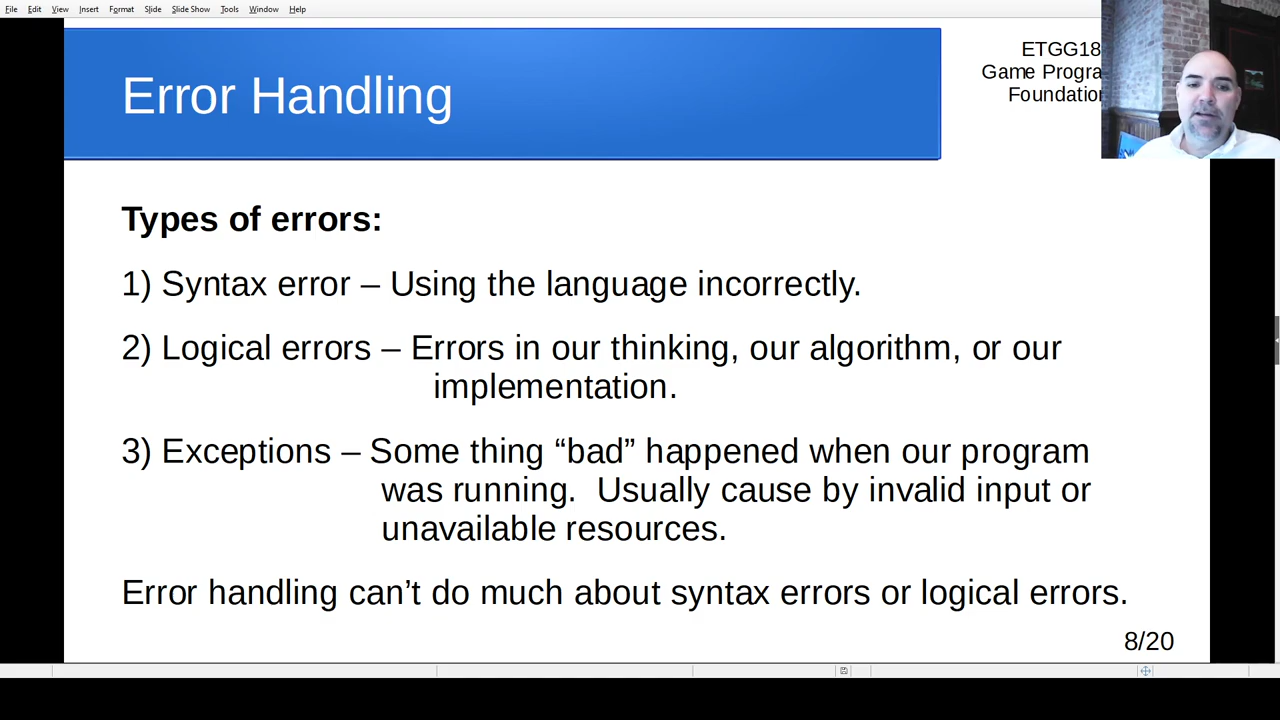 File Edit View Insert Format Slide Slide Show Tools Window Help
Error Handling
ETGG18
Game Progra
Foundation
Types of errors:
1) Syntax error – Using the language incorrectly.
2) Logical errors – Errors in our thinking, our algorithm, or our
implementation.
3) Exceptions – Some thing “bad” happened when our program
was running.  Usually cause by invalid input or
unavailable resources.
Error handling can’t do much about syntax errors or logical errors.
8/20